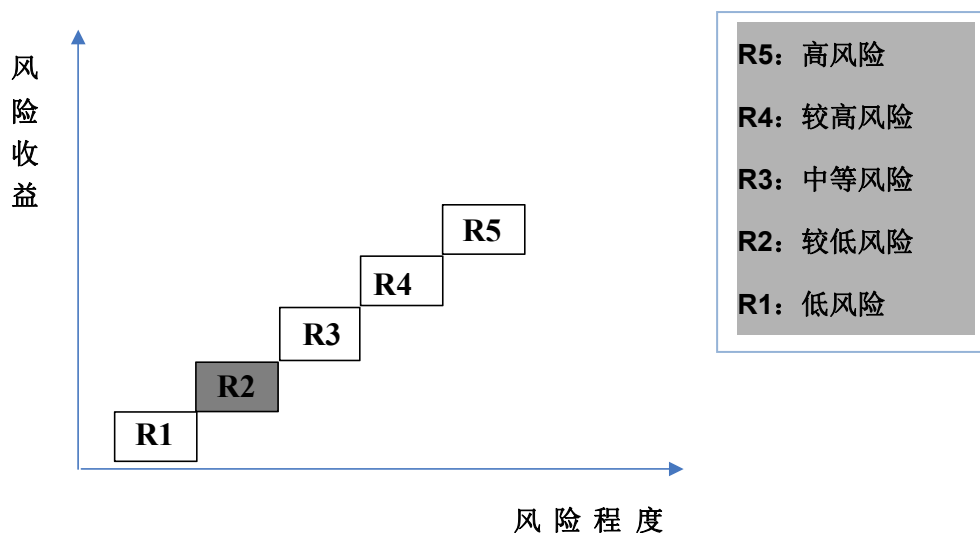 风
险
收
益
R5
R4
R3
R2
R1
风 险 程 度
R5：高风险
R4：较高风险
R3：中等风险
R2：较低风险
R1：低风险